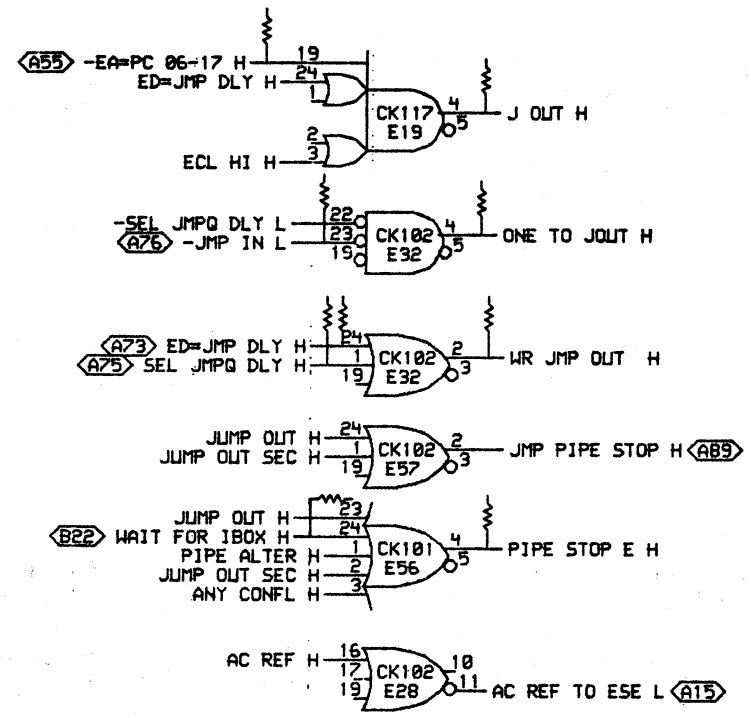 19
A55 -EA=PC 06-17 H
24
ED=JMP DLY H
1
CK117
E19
4
5
J OUT H
2
3
ECL HI H
-SEL JMPQ DLY L 22
A76 -JMP IN L 23
19
CK102
E32
4
5
ONE TO JOUT H
A73 ED=JMP DLY H 24
A75 SEL JMPQ DLY H 1
19
CK102
E32
2
3
WR JMP OUT H
JUMP OUT H 24
JUMP OUT SEC H 1
19
CK102
E57
2
3
JMP PIPE STOP H A89
JUMP OUT H 23
B22 WAIT FOR IBOX H 24
PIPE ALTER H 1
JUMP OUT SEC H 2
ANY CONFL H 3
CK101
E56
4
5
PIPE STOP E H
AC REF H 16
17
19
CK102
E28
10
11
AC REF TO ESE L A15